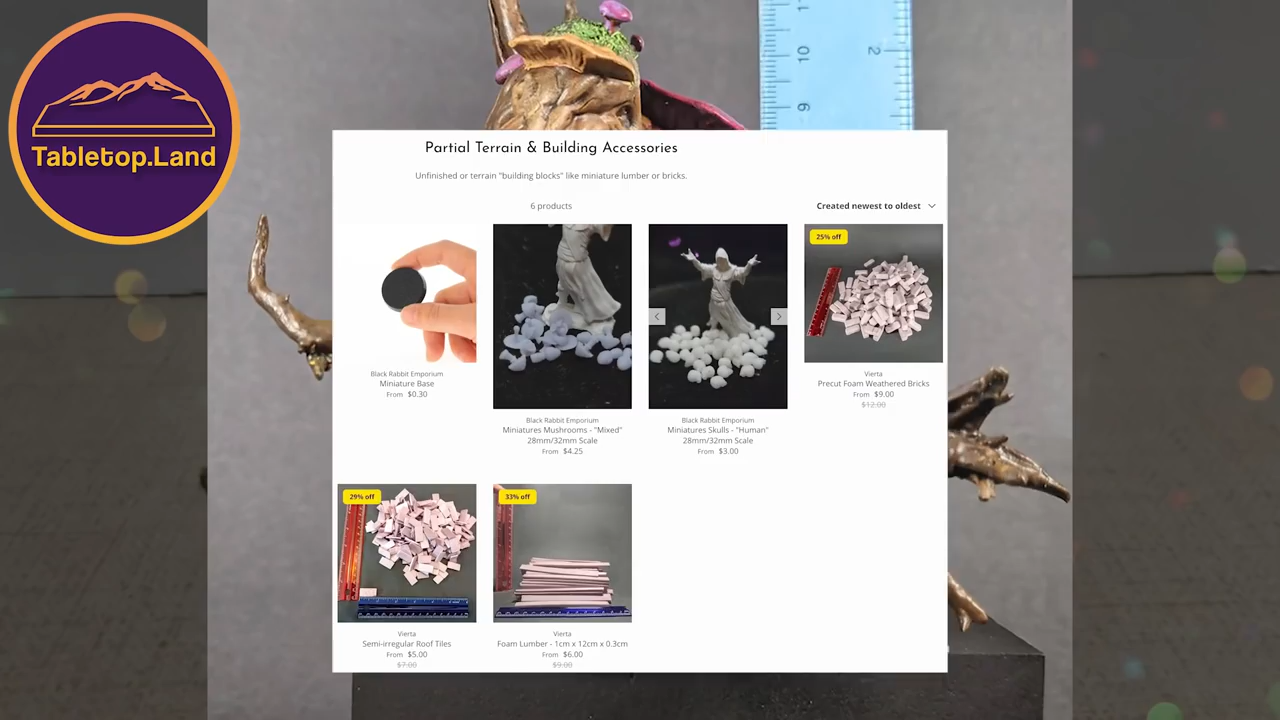 Tabletop.Land
10
2
9
Partial Terrain & Building Accessories
Unfinished or terrain "building blocks" like miniature lumber or bricks.
6 products
Created newest to oldest
25% off
Black Rabbit Emporium
Miniature Base
From $0.30
Black Rabbit Emporium
Miniatures Mushrooms - "Mixed"
28mm/32mm Scale
From $4.25
Black Rabbit Emporium
Miniatures Skulls - "Human"
28mm/32mm Scale
From $3.00
Vierta
Precut Foam Weathered Bricks
From $9.00
$12.00
29% off
33% off
Vierta
Semi-irregular Roof Tiles
From $5.00
$7.00
Vierta
Foam Lumber - 1cm x 12cm x 0.3cm
From $6.00
$9.00